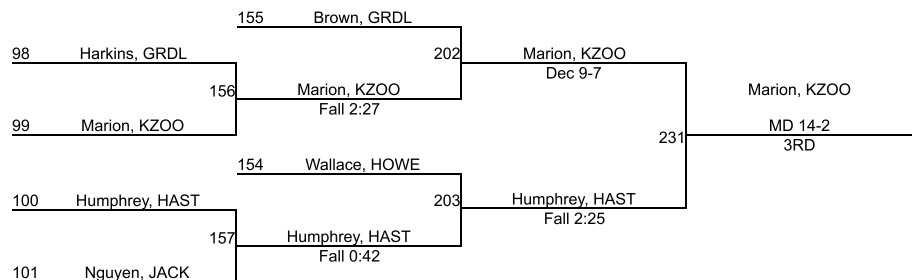 155 Brown, GRDL
98 Harkins, GRDL
202 Marion, KZOO
Dec 9-7
156 Marion, KZOO
Fall 2:27
Marion, KZOO
99 Marion, KZOO
MD 14-2
231
3RD
154 Wallace, HOWE
100 Humphrey, HAST
203 Humphrey, HAST
Fall 2:25
157 Humphrey, HAST
Fall 0:42
101 Nguyen, JACK